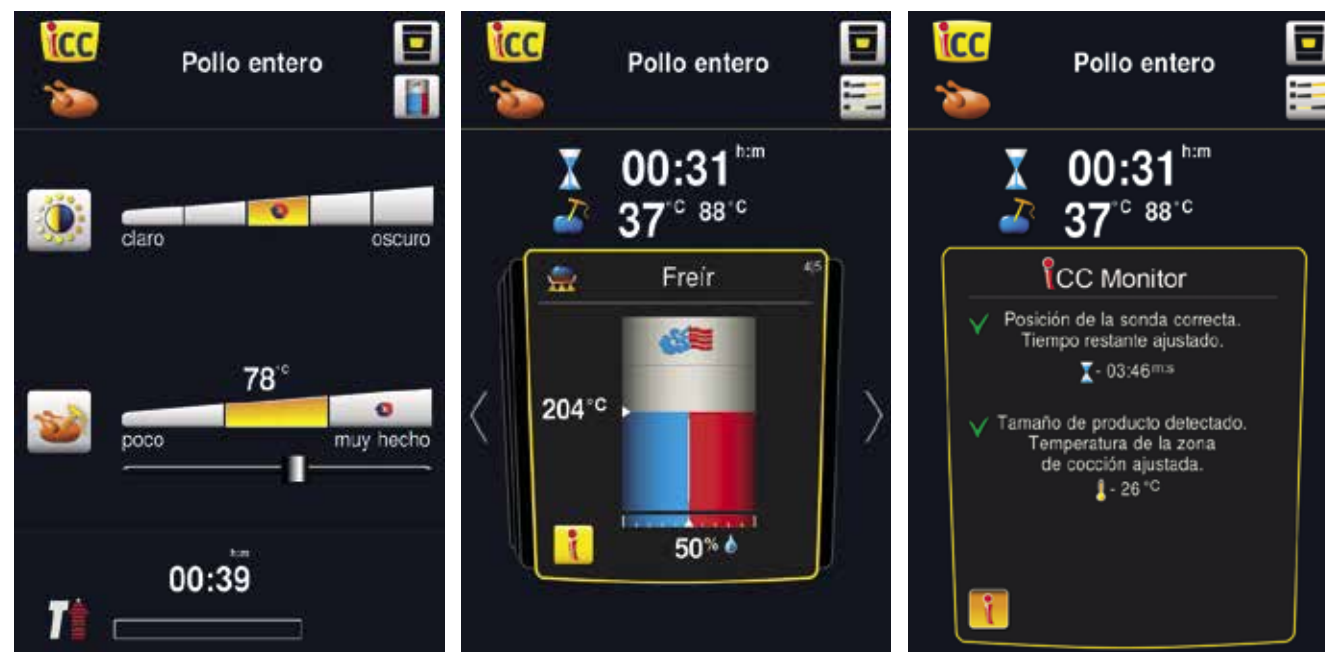 icc
Pollo entero
claro
oscuro
78°C
poco
muy hecho
h:m
00:39
T
icc
Pollo entero
00:31 h:m
37°C 88°C
Freír
4|5
204°C
i
50%
icc
Pollo entero
00:31 h:m
37°C 88°C
iCC Monitor
Posición de la sonda correcta.
Tiempo restante ajustado.
- 03:46 m:s
Tamaño de producto detectado.
Temperatura de la zona
de cocción ajustada.
- 26 °C
i